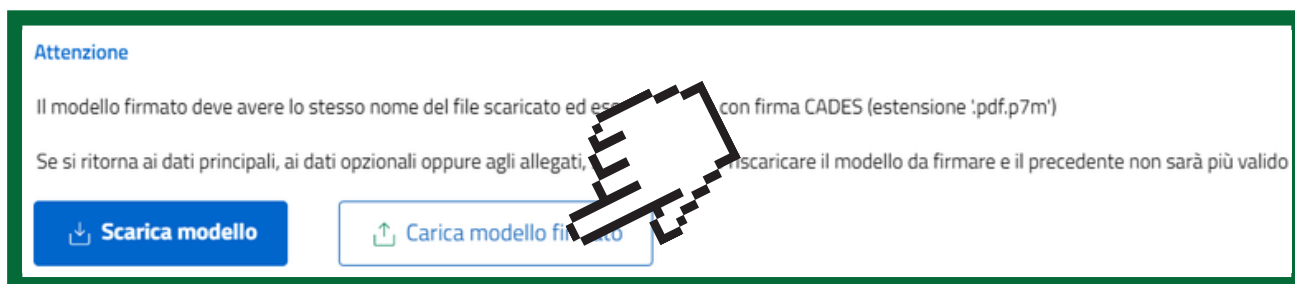 Attenzione
Il modello firmato deve avere lo stesso nome del file scaricato ed con firma CADES (estensione '.pdf.p7m')
Se si ritorna ai dati principali, ai dati opzionali oppure agli allegati, riscaricare il modello da firmare e il precedente non sarà più valido
Scarica modello
Carica modello firmato